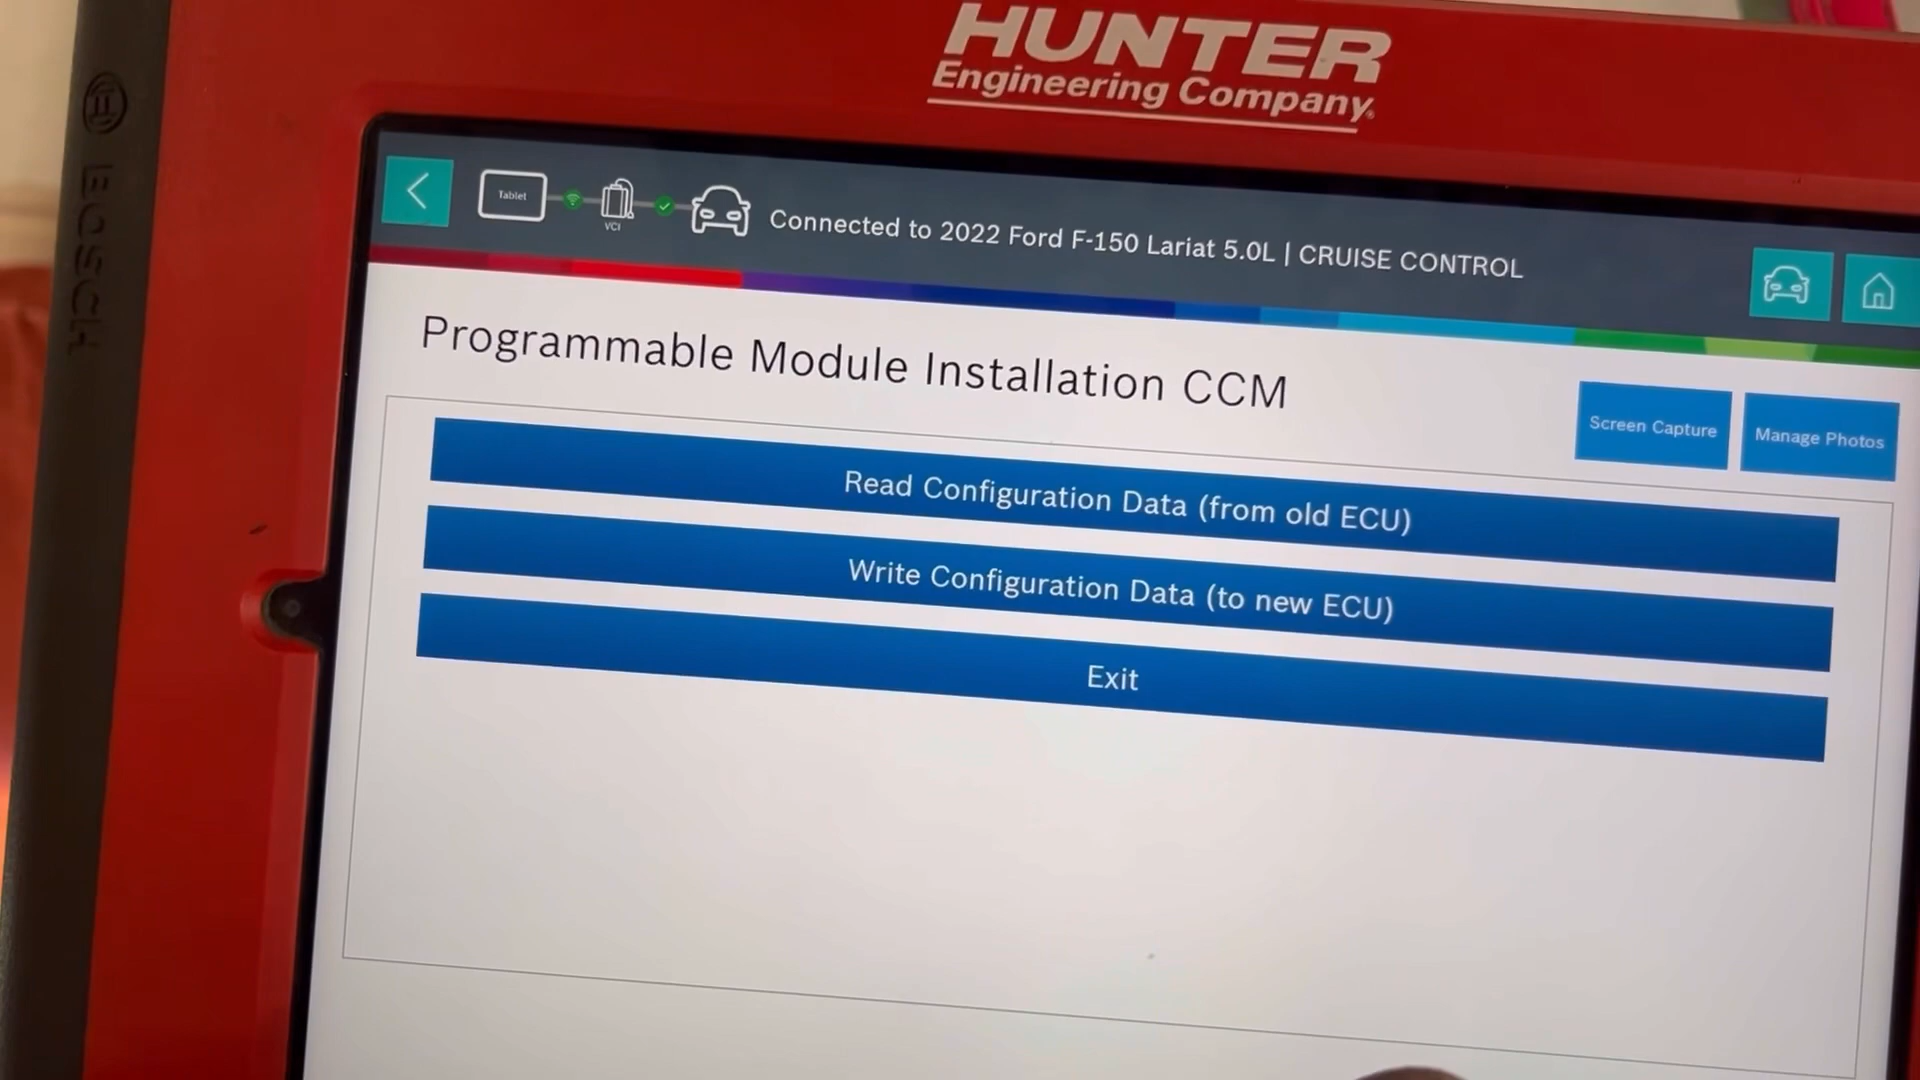 HUNTER
Engineering Company®
BOSCH
Tablet
VCI
Connected to 2022 Ford F-150 Lariat 5.0L | CRUISE CONTROL
Programmable Module Installation CCM
Screen Capture
Manage Photos
Read Configuration Data (from old ECU)
Write Configuration Data (to new ECU)
Exit